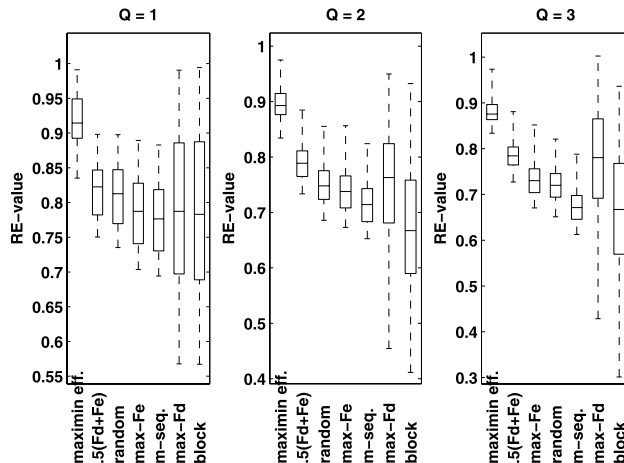 Q = 1
RE-value
1
0.95
0.9
0.85
0.8
0.75
0.7
0.65
0.6
0.55
maximin eff.
.5(Fd+Fe)
random
max-Fe
m-seq.
max-Fd
block
Q = 2
RE-value
1
0.9
0.8
0.7
0.6
0.5
0.4
maximin eff.
.5(Fd+Fe)
random
max-Fe
m-seq.
max-Fd
block
Q = 3
RE-value
1
0.9
0.8
0.7
0.6
0.5
0.4
0.3
maximin eff.
.5(Fd+Fe)
max-Fe
random
m-seq.
max-Fd
block